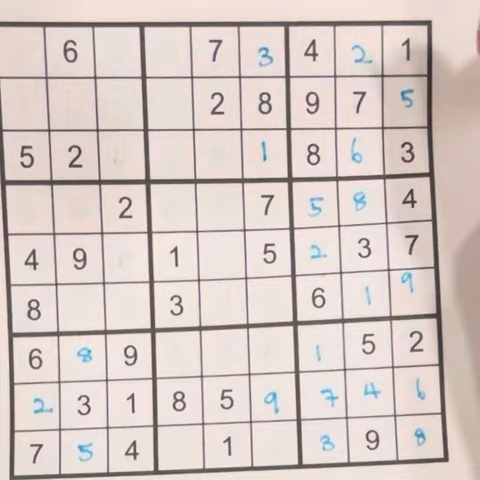 6 7 3 4 2 1
2 8 9 7 5
5 2 1 8 6 3
2 7 5 8 4
4 9 1 5 2 3 7
8 3 6 1 9
6 8 9 1 5 2
2 3 1 8 5 9 7 4 6
7 5 4 1 3 9 8